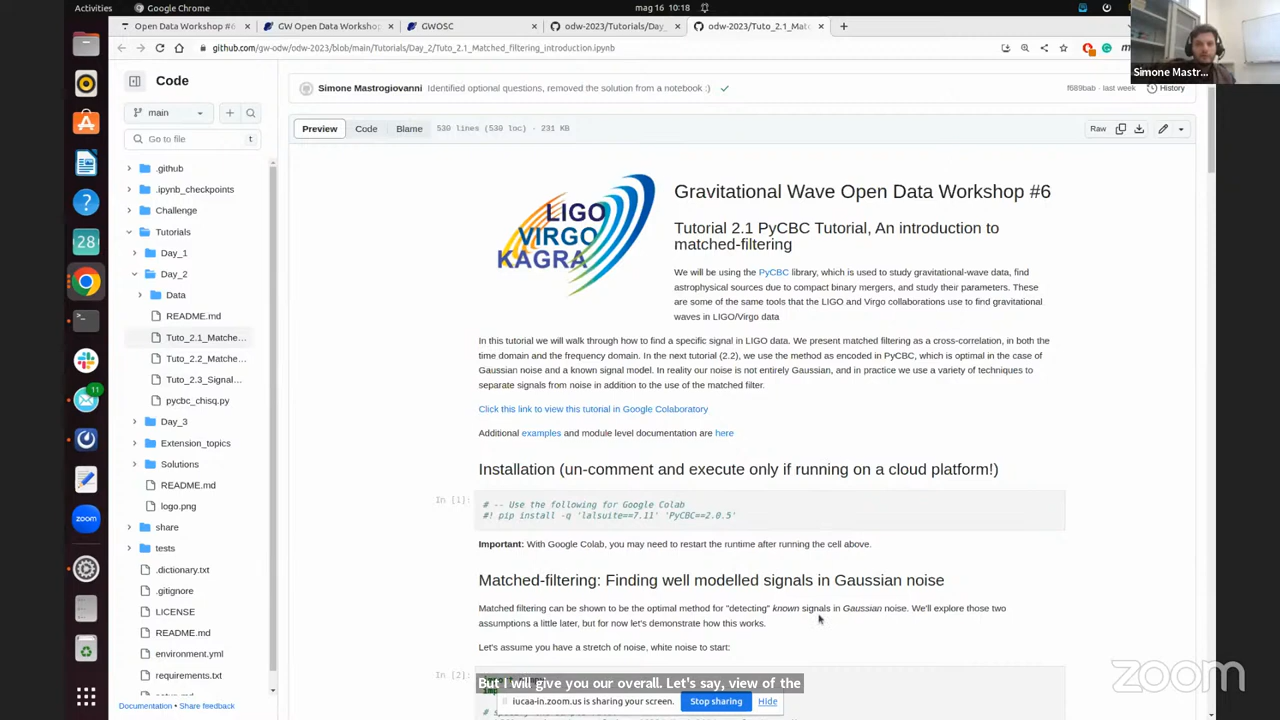 Activities
Google Chrome
mag 16 10:18
Open Data Workshop #6
GW Open Data Workshop
GWOSC
odw-2023/Tutorials/Day_
odw-2023/Tuto_2.1_Mat
github.com/gw-odw/odw-2023/blob/main/Tutorials/Day_2/Tuto_2.1_Matched_filtering_introduction.ipynb
Simone Mastr...
Code
Simone Mastrogiovanni Identified optional questions, removed the solution from a notebook :)
f689bab · last week
History
main
Preview Code Blame 530 lines (530 loc) · 231 KB
Raw
Go to file t
.github
.ipynb_checkpoints
Challenge
Tutorials
Day_1
Day_2
Data
README.md
Tuto_2.1_Matche...
Tuto_2.2_Matche...
Tuto_2.3_Signal...
pycbc_chisq.py
Day_3
Extension_topics
Solutions
README.md
logo.png
share
tests
.dictionary.txt
.gitignore
LICENSE
README.md
environment.yml
requirements.txt
Documentation · Share feedback
28
11
zoom
LIGO
VIRGO
KAGRA
Gravitational Wave Open Data Workshop #6
Tutorial 2.1 PyCBC Tutorial, An introduction to
matched-filtering
We will be using the PyCBC library, which is used to study gravitational-wave data, find
astrophysical sources due to compact binary mergers, and study their parameters. These
are some of the same tools that the LIGO and Virgo collaborations use to find gravitational
waves in LIGO/Virgo data
In this tutorial we will walk through how to find a specific signal in LIGO data. We present matched filtering as a cross-correlation, in both the
time domain and the frequency domain. In the next tutorial (2.2), we use the method as encoded in PyCBC, which is optimal in the case of
Gaussian noise and a known signal model. In reality our noise is not entirely Gaussian, and in practice we use a variety of techniques to
separate signals from noise in addition to the use of the matched filter.
Click this link to view this tutorial in Google Colaboratory
Additional examples and module level documentation are here
Installation (un-comment and execute only if running on a cloud platform!)
In [1]:
# -- Use the following for Google Colab
#! pip install -q 'lalsuite==7.11' 'PyCBC==2.0.5'
Important: With Google Colab, you may need to restart the runtime after running the cell above.
Matched-filtering: Finding well modelled signals in Gaussian noise
Matched filtering can be shown to be the optimal method for "detecting" known signals in Gaussian noise. We'll explore those two
assumptions a little later, but for now let's demonstrate how this works.
Let's assume you have a stretch of noise, white noise to start:
In [2]:
But I will give you our overall. Let's say, view of the
iucaa-in.zoom.us is sharing your screen. Stop sharing Hide
zoom